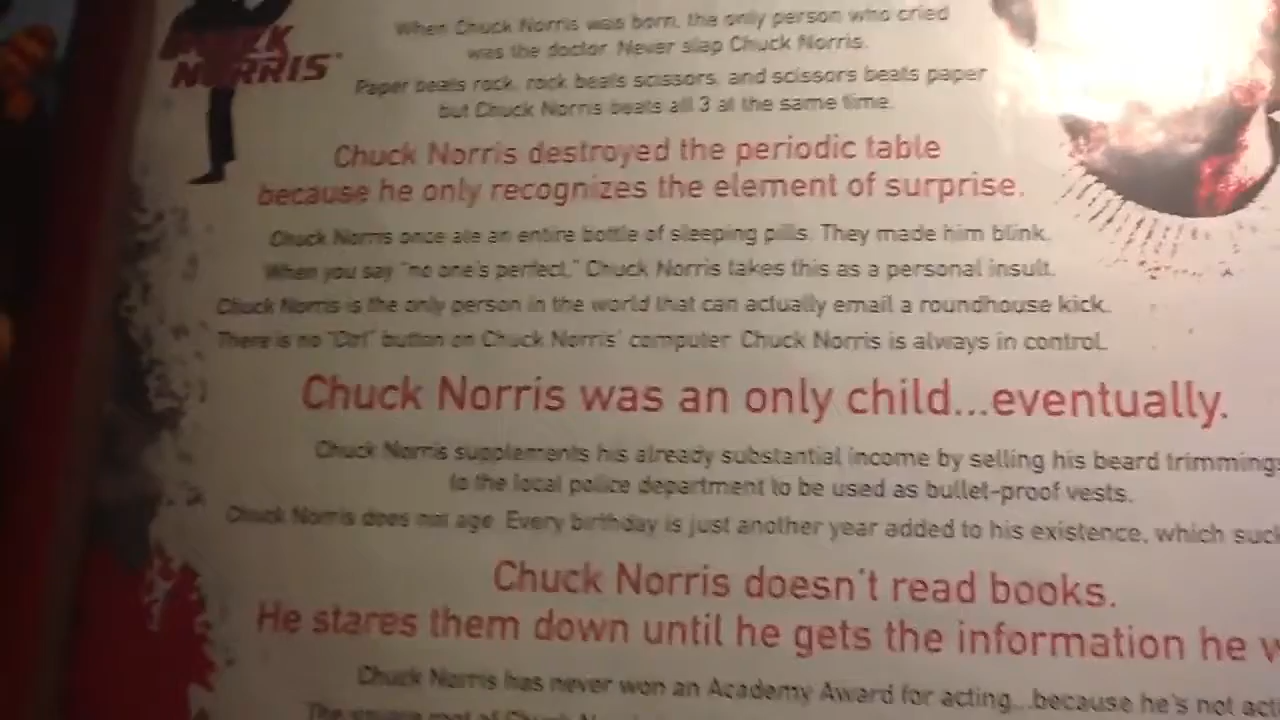 CHUCK
NORRIS
When Chuck Norris was born, the only person who cried
was the doctor. Never slap Chuck Norris.
Paper beats rock, rock beats scissors, and scissors beats paper
but Chuck Norris beats all 3 at the same time.
Chuck Norris destroyed the periodic table
because he only recognizes the element of surprise.
Chuck Norris once ate an entire bottle of sleeping pills. They made him blink.
When you say "no one's perfect," Chuck Norris takes this as a personal insult.
Chuck Norris is the only person in the world that can actually email a roundhouse kick.
There is no "Ctrl" button on Chuck Norris' computer. Chuck Norris is always in control.
Chuck Norris was an only child...eventually.
Chuck Norris supplements his already substantial income by selling his beard trimmings
to the local police department to be used as bullet-proof vests.
Chuck Norris does not age. Every birthday is just another year added to his existence, which
Chuck Norris doesn't read books.
He stares them down until he gets the information he
Chuck Norris has never won an Academy Award for acting...because he's not
The square root of Chuck